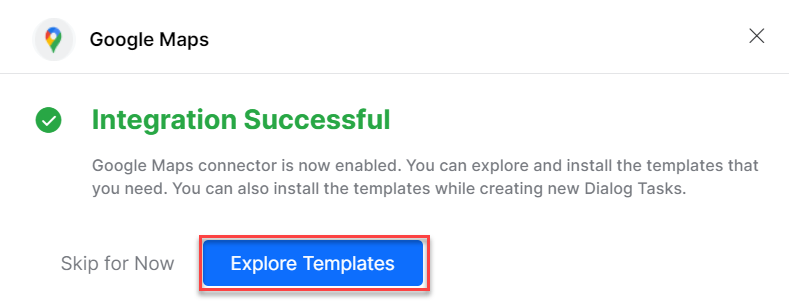 Google Maps
Integration Successful
Google Maps connector is now enabled. You can explore and install the templates that
you need. You can also install the templates while creating new Dialog Tasks.
Skip for Now
Explore Templates